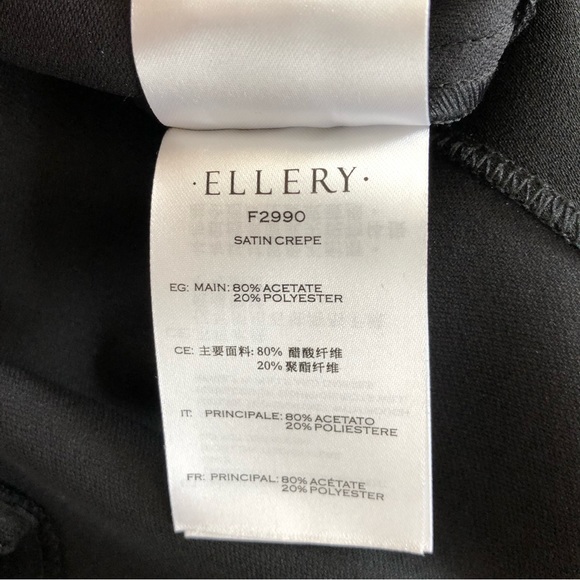 ·ELLERY·
F2990
SATIN CREPE
EG: MAIN: 80% ACETATE
20% POLYESTER
CE: 主要面料: 80% 醋酸纤维
20% 聚酯纤维
IT: PRINCIPALE: 80% ACETATO
20% POLIESTERE
FR: PRINCIPAL: 80% ACÉTATE
20% POLYESTER